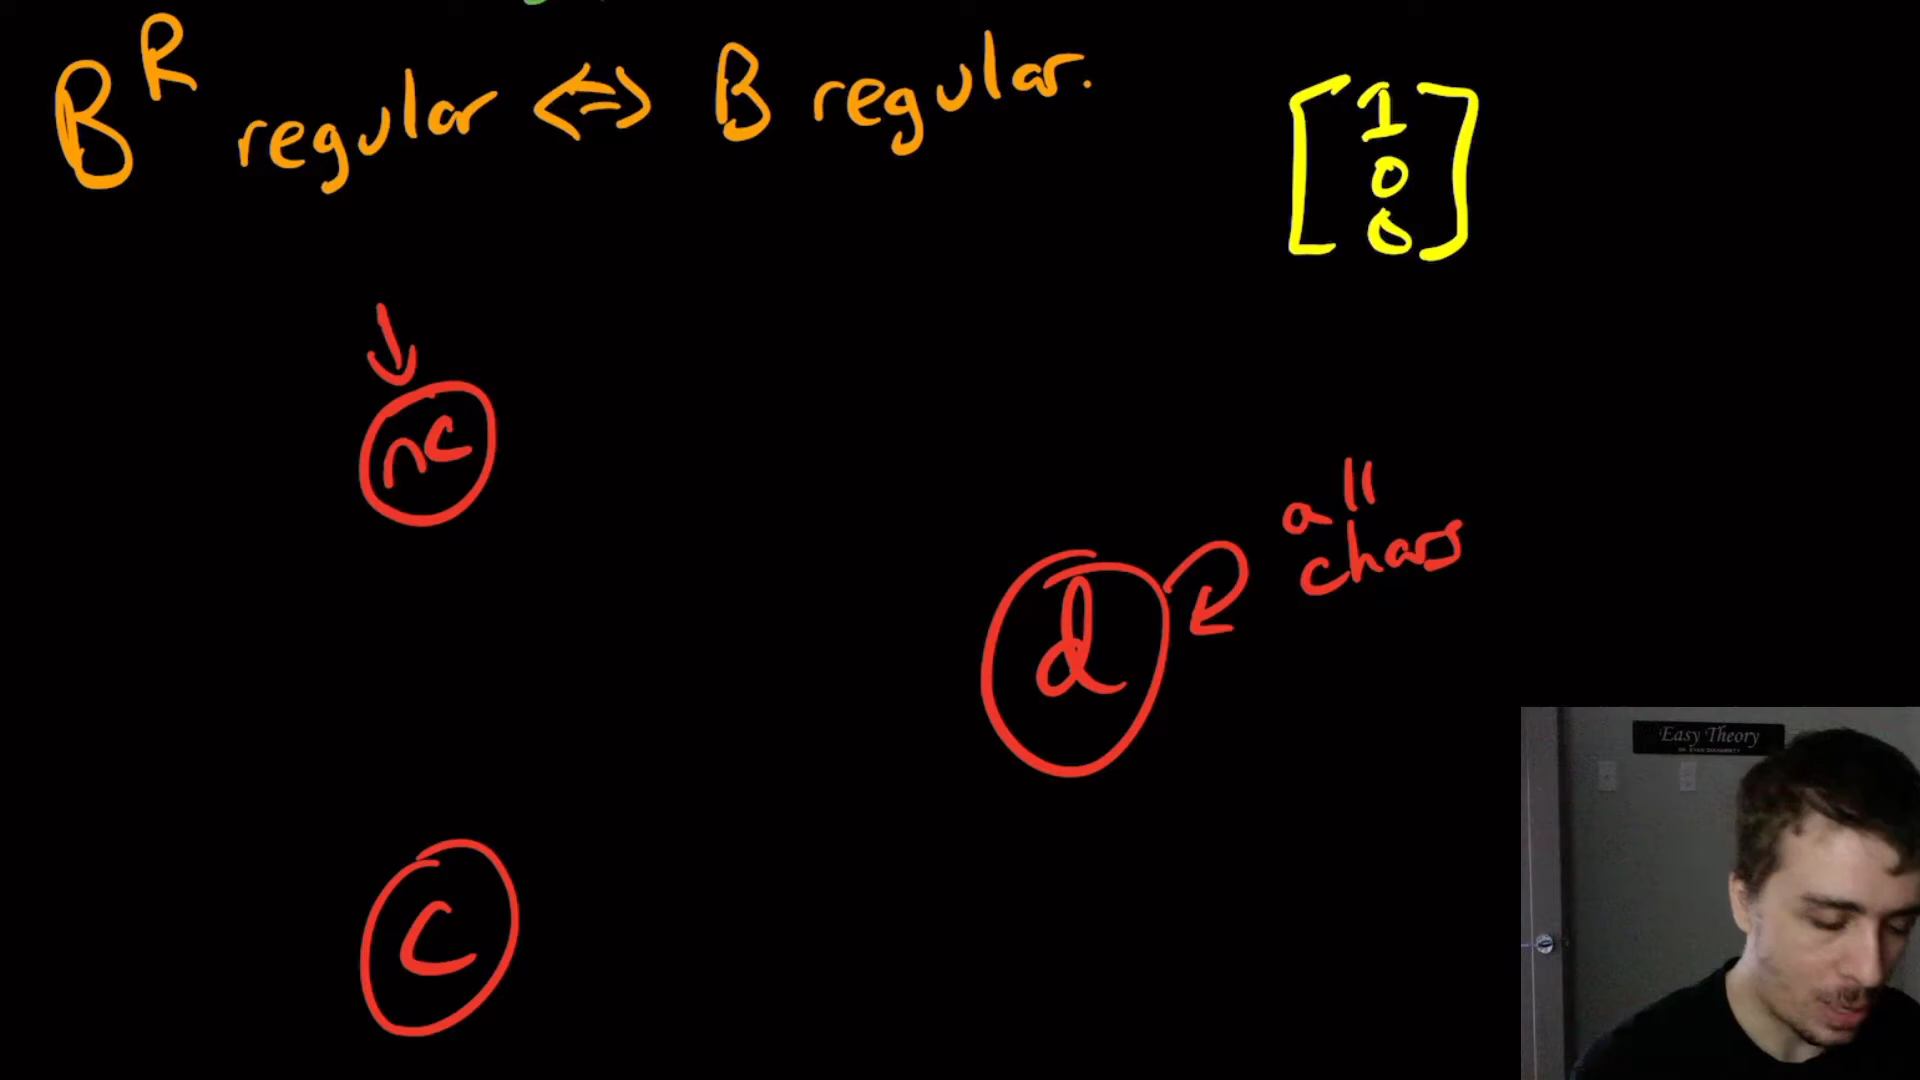 B^R regular <=> B regular.
[1
0
0]
nc
all
chars
d
c
Easy Theory